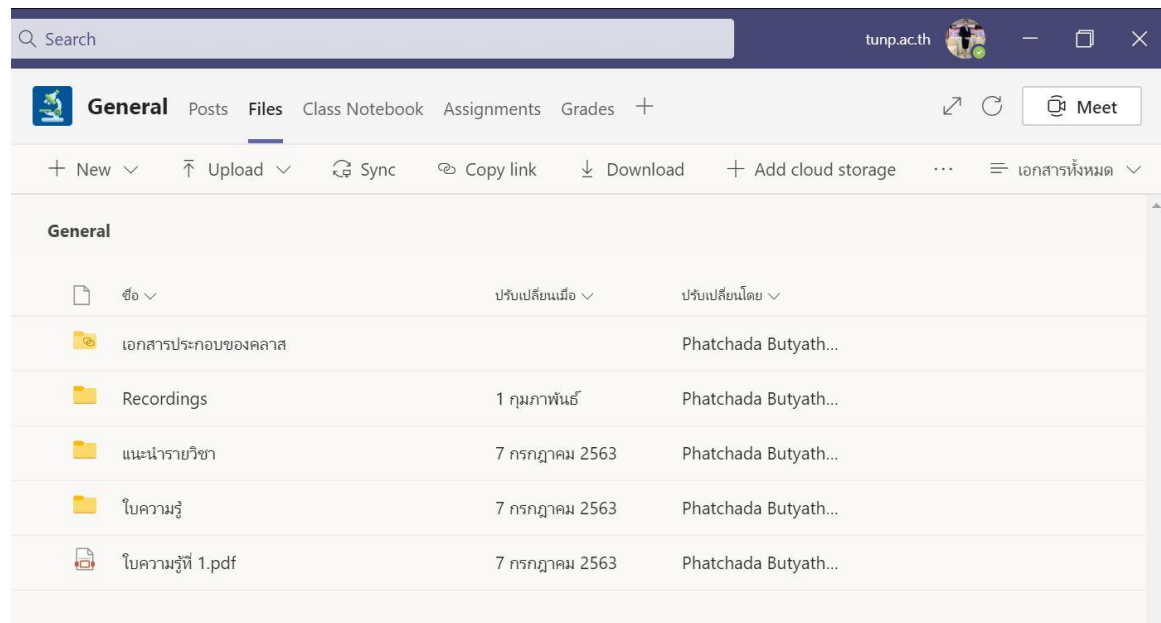 Search tunp.ac.th
General Posts Files Class Notebook Assignments Grades Meet
New Upload Sync Copy link Download Add cloud storage ... เอกสารทั้งหมด
General
ชื่อ ปรับเปลี่ยนเมื่อ ปรับเปลี่ยนโดย
เอกสารประกอบของคลาส Phatchada Butyath...
Recordings 1 กุมภาพันธ์ Phatchada Butyath...
แนะนำรายวิชา 7 กรกฎาคม 2563 Phatchada Butyath...
ใบความรู้ 7 กรกฎาคม 2563 Phatchada Butyath...
ใบความรู้ที่ 1.pdf 7 กรกฎาคม 2563 Phatchada Butyath...